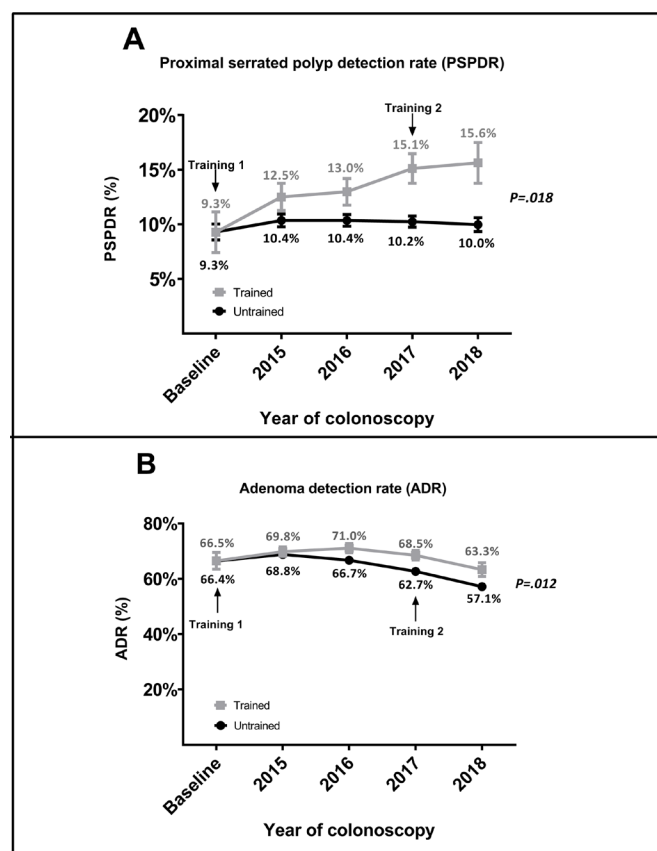 A
Proximal serrated polyp detection rate (PSPDR)
Training 2
20%
15.1%
15.6%
Training 1
12.5%
13.0%
15%
P=.018
9.3%
10%
10.4%
10.4%
10.2%
10.0%
9.3%
5%
PSPDR (%)
Trained
Untrained
Baseline
2015
2016
2017
2018
Year of colonoscopy
B
Adenoma detection rate (ADR)
80%
66.5%
69.8%
71.0%
68.5%
63.3%
60%
66.4%
68.8%
66.7%
62.7%
57.1%
P=.012
Training 1
Training 2
40%
20%
ADR (%)
Trained
Untrained
Baseline
2015
2016
2017
2018
Year of colonoscopy